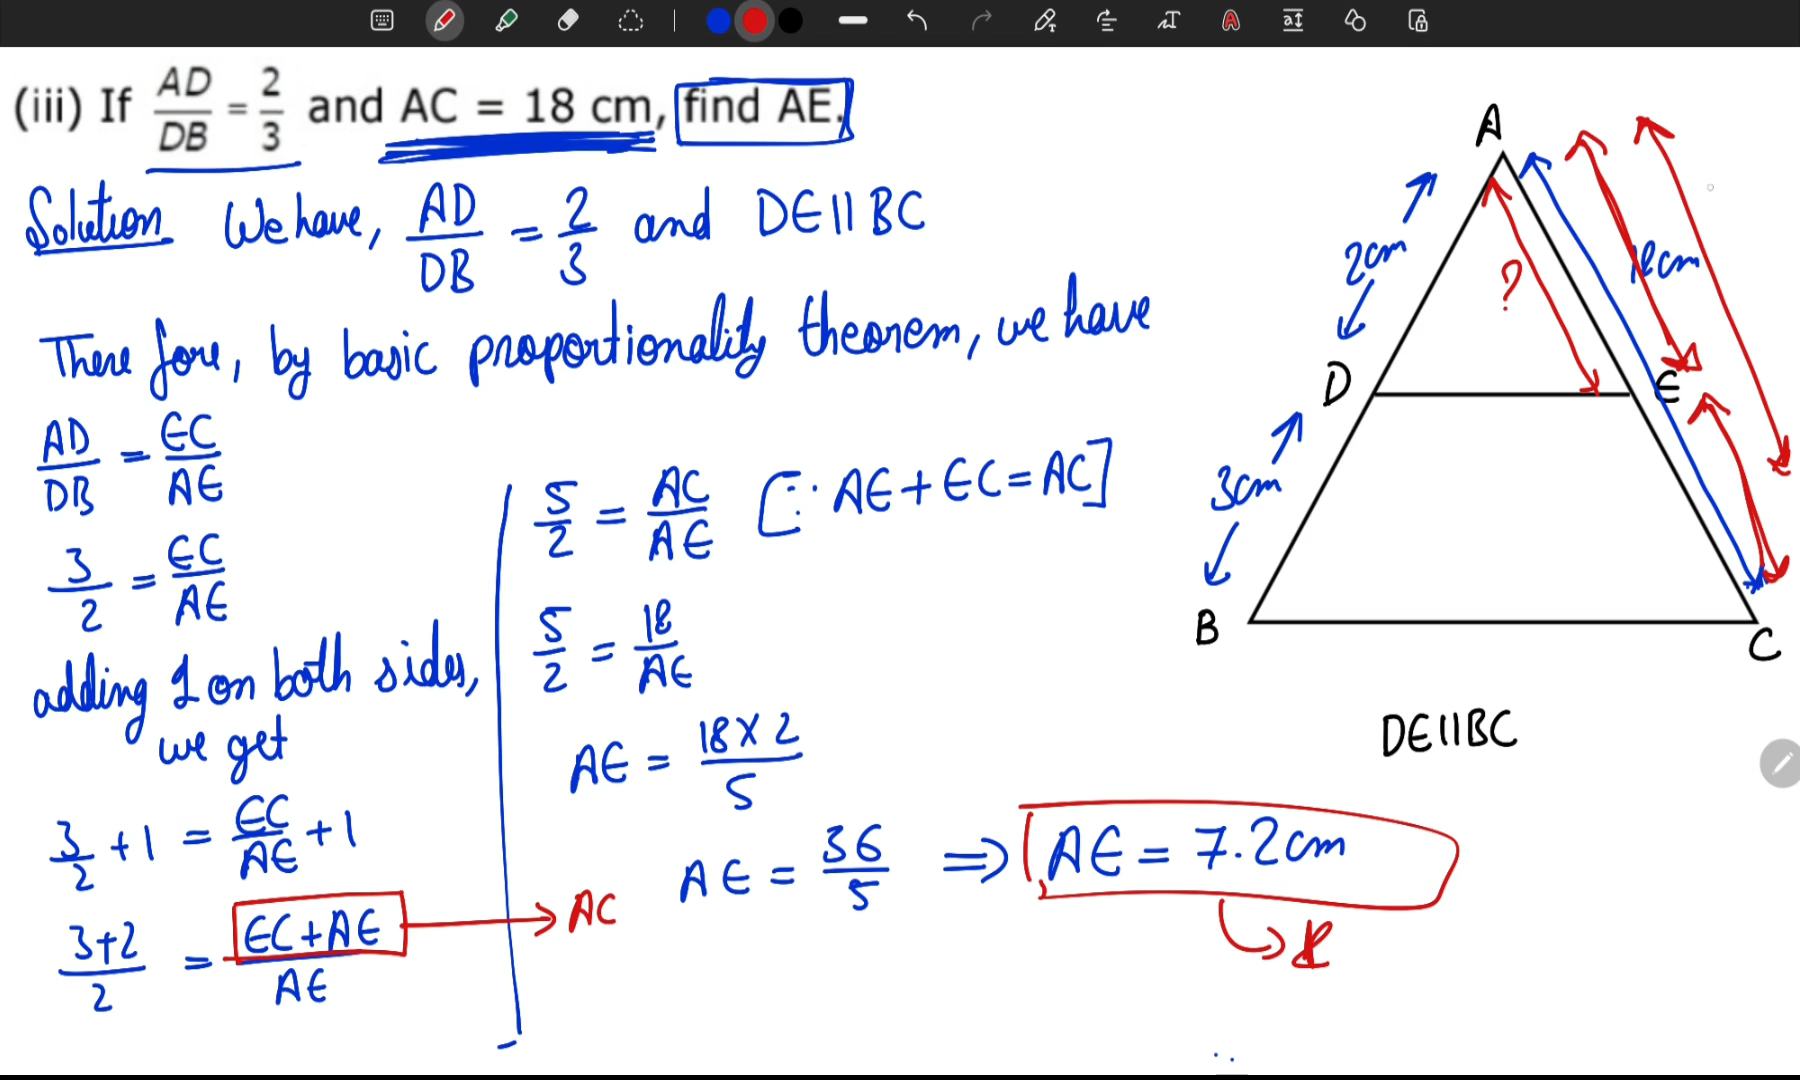 (iii) If AD/DB = 2/3 and AC = 18 cm, find AE.
Solution We have, AD/DB = 2/3 and DE||BC
There fore, by basic proportionality theorem, we have
AD/DB = EC/AE
3/2 = EC/AE
adding 1 on both sides,
we get
3/2 + 1 = EC/AE + 1
3+2/2 = EC+AE/AE → AC
5/2 = AC/AE [∵ AE + EC = AC]
5/2 = 18/AE
AE = 18 × 2/5
AE = 36/5 ⇒ AE = 7.2cm
A
2cm
18cm
?
D
E
3cm
B
C
DE||BC